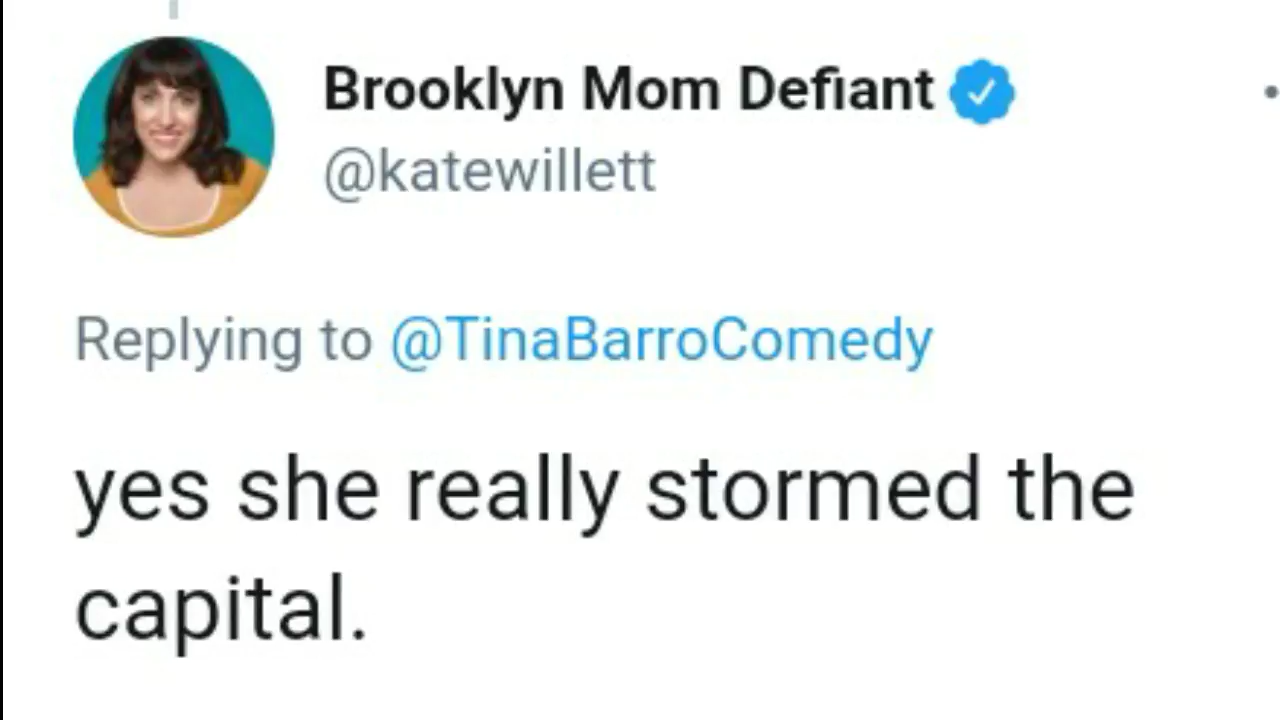 Brooklyn Mom Defiant
@katewillett
Replying to @TinaBarroComedy
yes she really stormed the
capital.